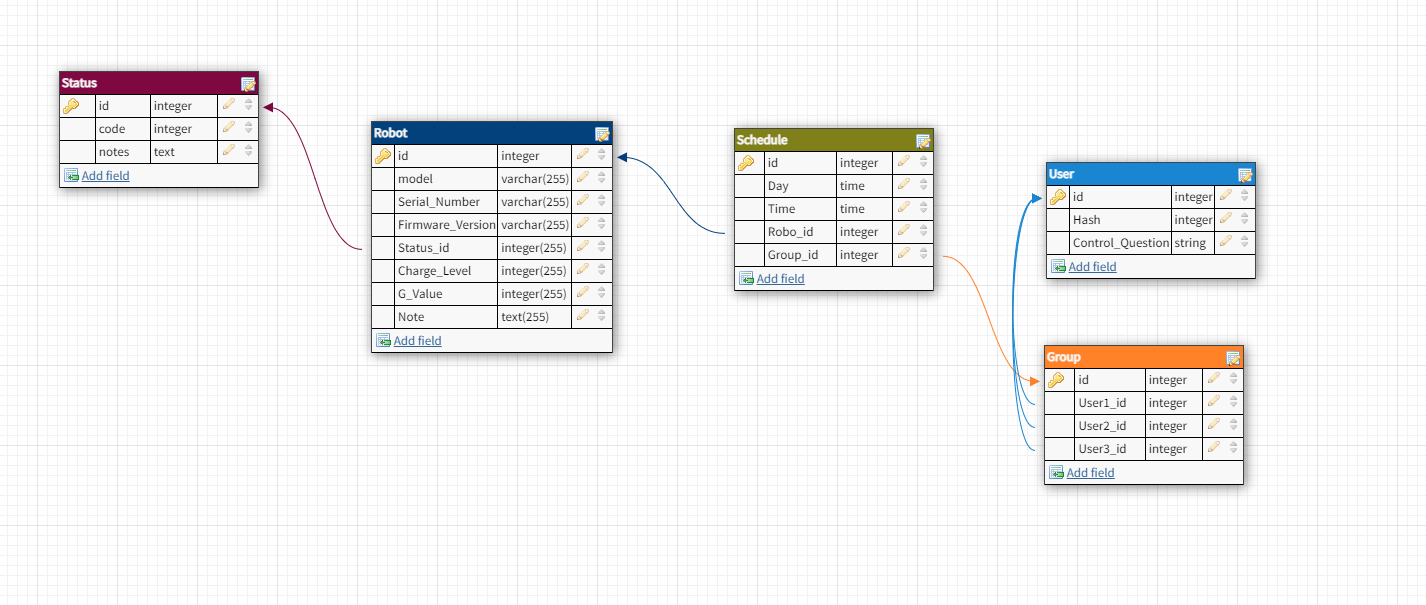 Status
id integer
code integer
notes text
Add field
Robot
id integer
model varchar(255)
Serial_Number varchar(255)
Firmware_Version varchar(255)
Status_id integer(255)
Charge_Level integer(255)
G_Value integer(255)
Note text(255)
Add field
Schedule
id integer
Day time
Time time
Robo_id integer
Group_id integer
Add field
User
id integer
Hash integer
Control_Question string
Add field
Group
id integer
User1_id integer
User2_id integer
User3_id integer
Add field